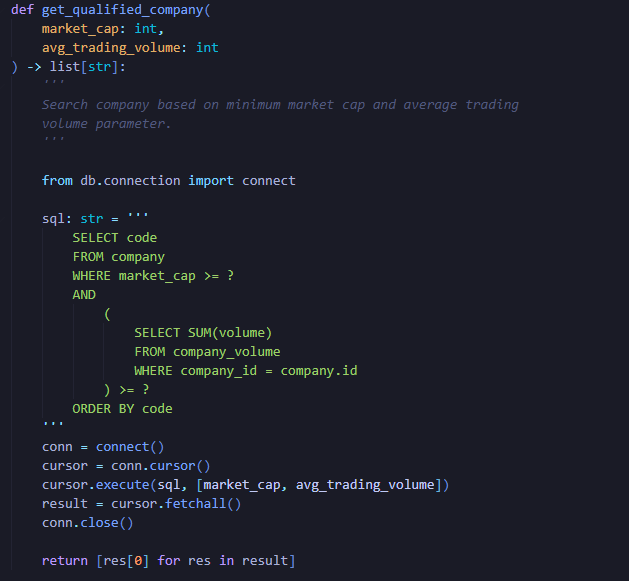 def get_qualified_company(
    market_cap: int,
    avg_trading_volume: int
) -> list[str]:
    '''
    Search company based on minimum market cap and average trading
    volume parameter.
    '''
    from db.connection import connect
    sql: str = '''
        SELECT code
        FROM company
        WHERE market_cap >= ?
        AND
            (
                SELECT SUM(volume)
                FROM company_volume
                WHERE company_id = company.id
            ) >= ?
        ORDER BY code
    '''
    conn = connect()
    cursor = conn.cursor()
    cursor.execute(sql, [market_cap, avg_trading_volume])
    result = cursor.fetchall()
    conn.close()
    return [res[0] for res in result]